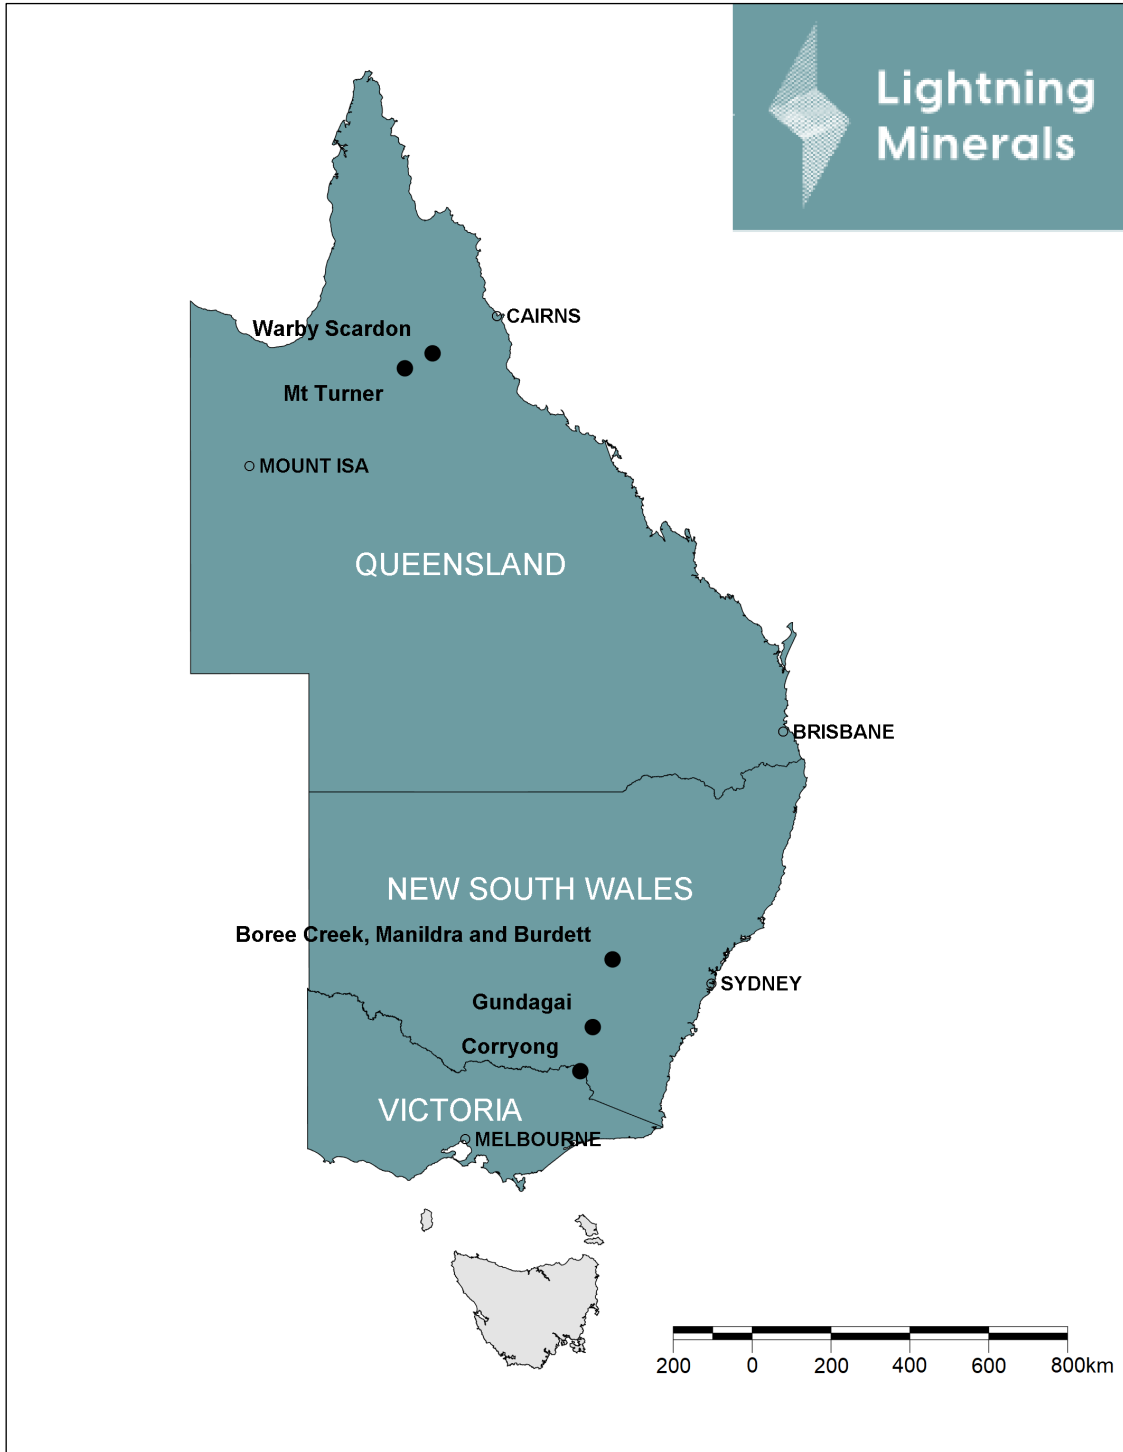 Lightning
Minerals
CAIRNS
Warby Scardon
Mt Turner
MOUNT ISA
QUEENSLAND
BRISBANE
NEW SOUTH WALES
Boree Creek, Manildra and Burdett
SYDNEY
Gundagai
Corryong
VICTORIA
MELBOURNE
200 0 200 400 600 800km